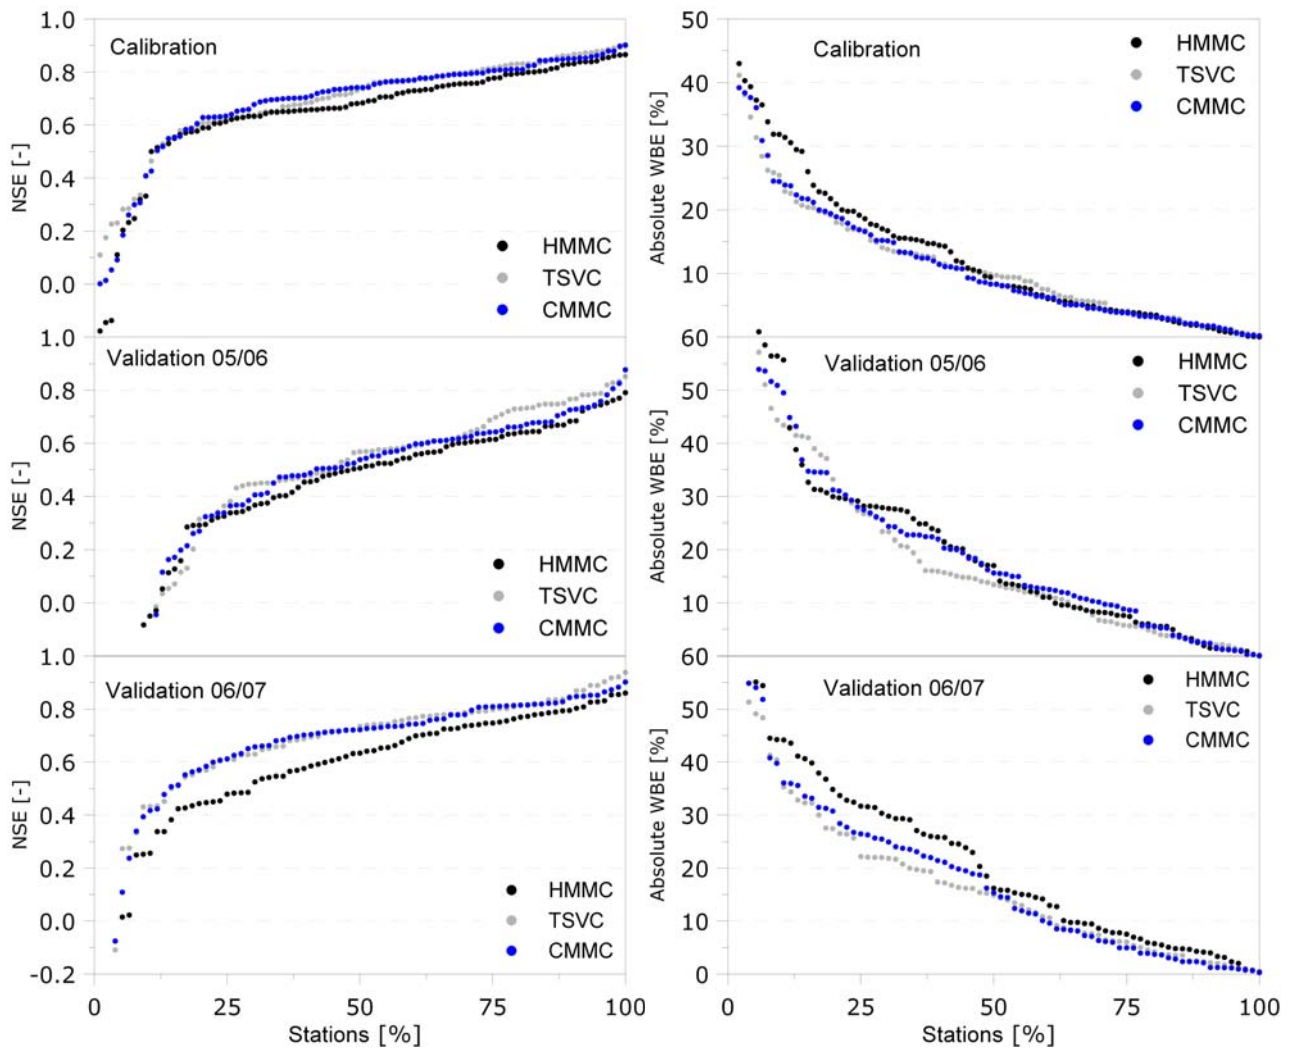 1.0
Calibration
0.8
0.6
0.4
0.2
0.0
NSE [-]
HMMC
TSVC
CMMC
50
Calibration
40
30
20
10
Absolute WBE [%]
HMMC
TSVC
CMMC
1.0
Validation 05/06
0.8
0.6
0.4
0.2
0.0
NSE [-]
HMMC
TSVC
CMMC
60
Validation 05/06
50
40
30
20
10
Absolute WBE [%]
HMMC
TSVC
CMMC
1.0
Validation 06/07
0.8
0.6
0.4
0.2
0.0
-0.2
NSE [-]
HMMC
TSVC
CMMC
0 25 50 75 100
Stations [%]
60
Validation 06/07
50
40
30
20
10
0
Absolute WBE [%]
HMMC
TSVC
CMMC
0 25 50 75 100
Stations [%]